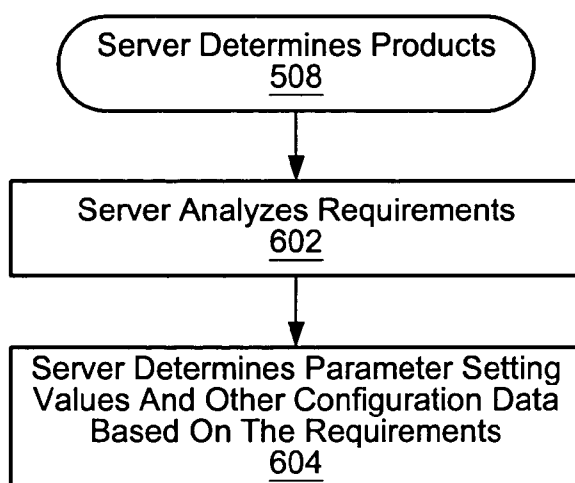 Server Determines Products
508
Server Analyzes Requirements
602
Server Determines Parameter Setting
Values And Other Configuration Data
Based On The Requirements
604